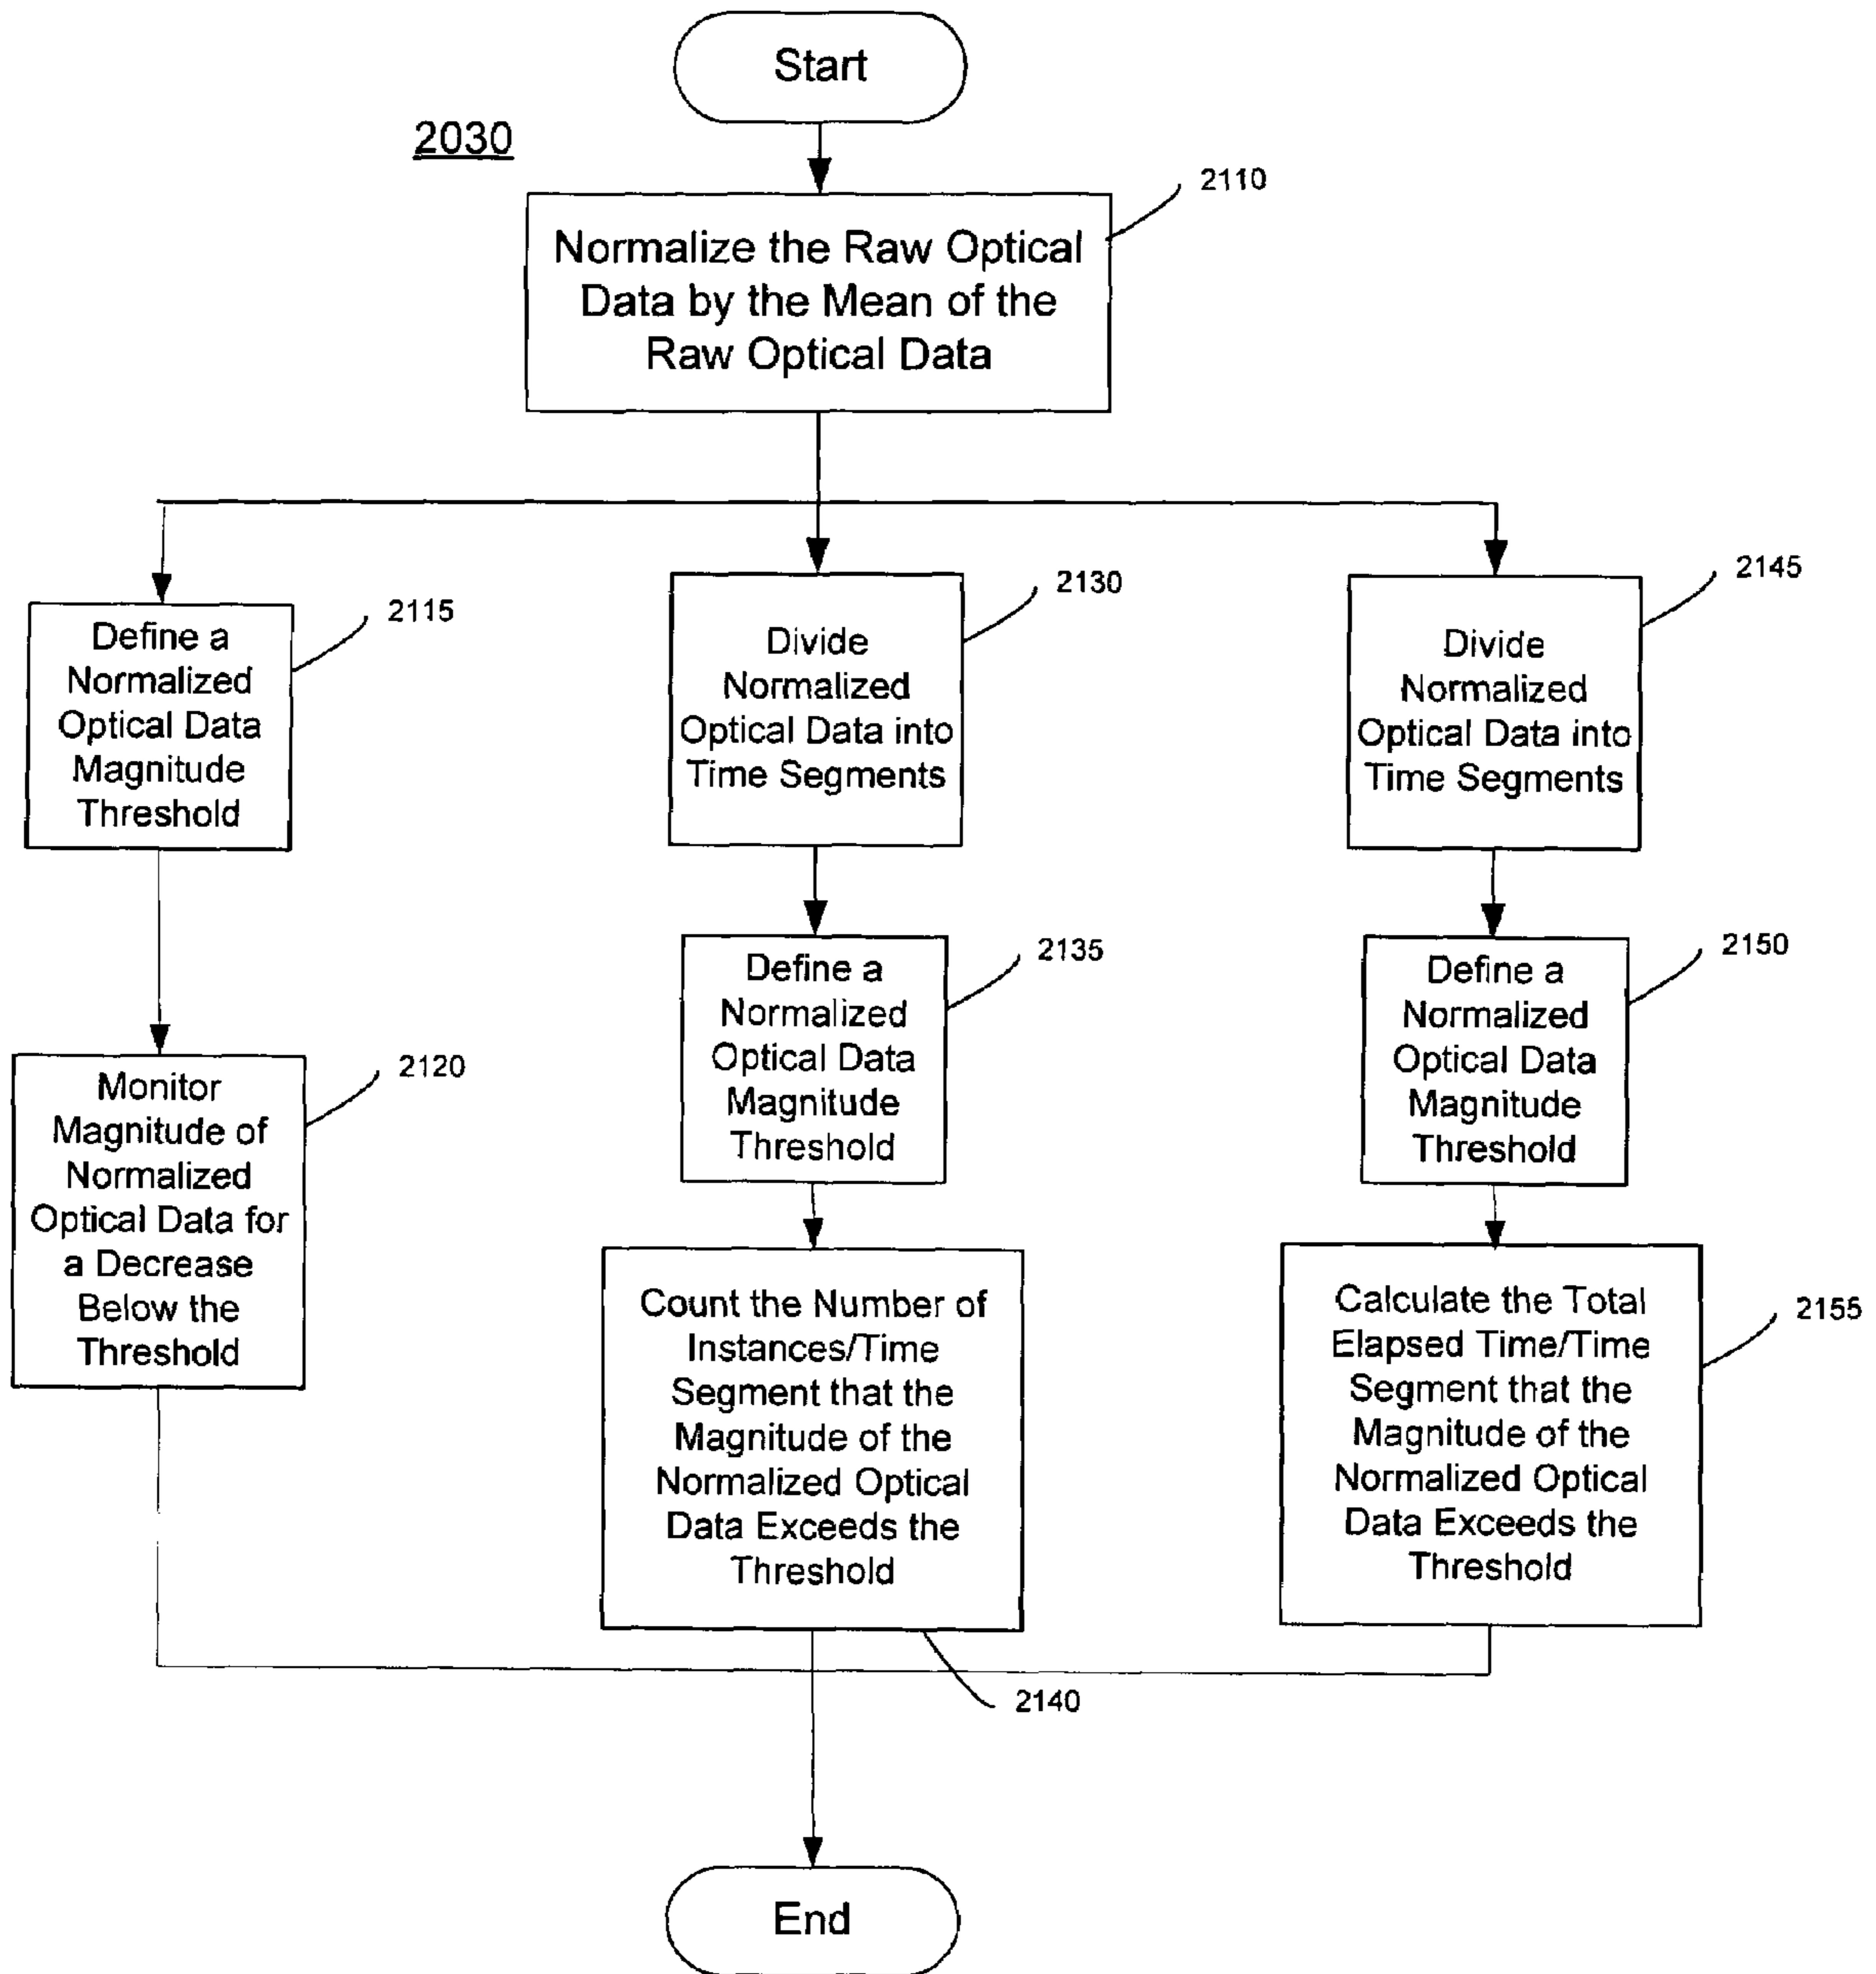 Start
2030
2110
Normalize the Raw Optical
Data by the Mean of the
Raw Optical Data
2115
Define a
Normalized
Optical Data
Magnitude
Threshold
2130
Divide
Normalized
Optical Data into
Time Segments
2145
Divide
Normalized
Optical Data into
Time Segments
2120
Monitor
Magnitude of
Normalized
Optical Data for
a Decrease
Below the
Threshold
2135
Define a
Normalized
Optical Data
Magnitude
Threshold
2150
Define a
Normalized
Optical Data
Magnitude
Threshold
Count the Number of
Instances/Time
Segment that the
Magnitude of the
Normalized Optical
Data Exceeds the
Threshold
2140
2155
Calculate the Total
Elapsed Time/Time
Segment that the
Magnitude of the
Normalized Optical
Data Exceeds the
Threshold
End